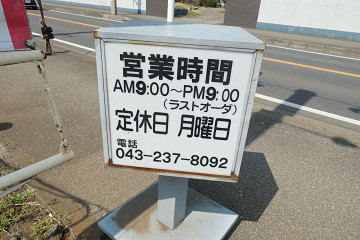 営業時間
AM9:00〜PM9:00
(ラストオーダ)
定休日 月曜日
電話
043-237-8092